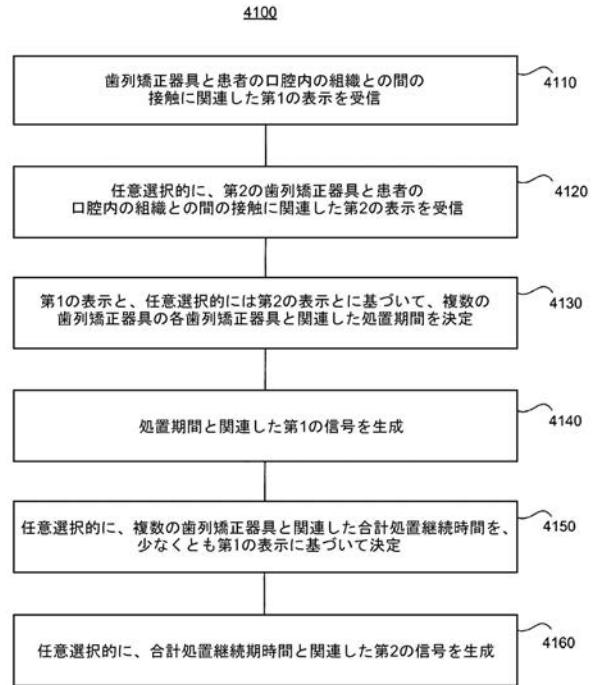 4100
歯列矯正器具と患者の口腔内の組織との間の
接触に関連した第1の表示を受信
4110
任意選択的に、第2の歯列矯正器具と患者の
口腔内の組織との間の接触に関連した第2の表示を受信
4120
第1の表示と、任意選択的には第2の表示とに基づいて、複数の
歯列矯正器具の各歯列矯正器具と関連した処置期間を決定
4130
処置期間と関連した第1の信号を生成
4140
任意選択的に、複数の歯列矯正器具と関連した合計処置継続時間を、
少なくとも第1の表示に基づいて決定
4150
任意選択的に、合計処置継続期時間と関連した第2の信号を生成
4160